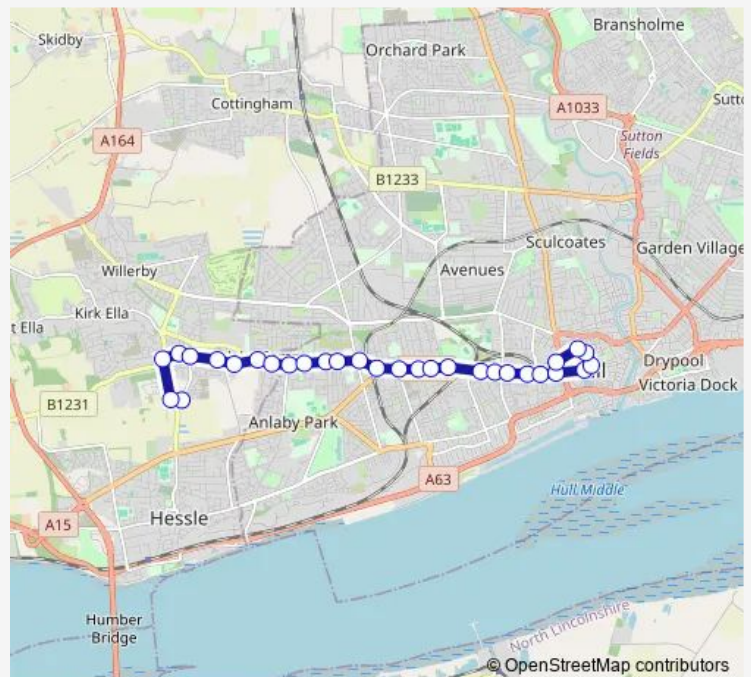 Bransholme
Skidby
Orchard Park
Cottingham
A1033
Sutton
Fields
A164
B1233
Sculcoates
Garden Village
Willerby
Avenues
Kirk Ella
t Ella
Drypool
Victoria Dock
B1231
Anlaby Park
A63
Hull Middle
Hessle
A15
Humber
Bridge
North Lincolnshire
© OpenStreetMap contributors